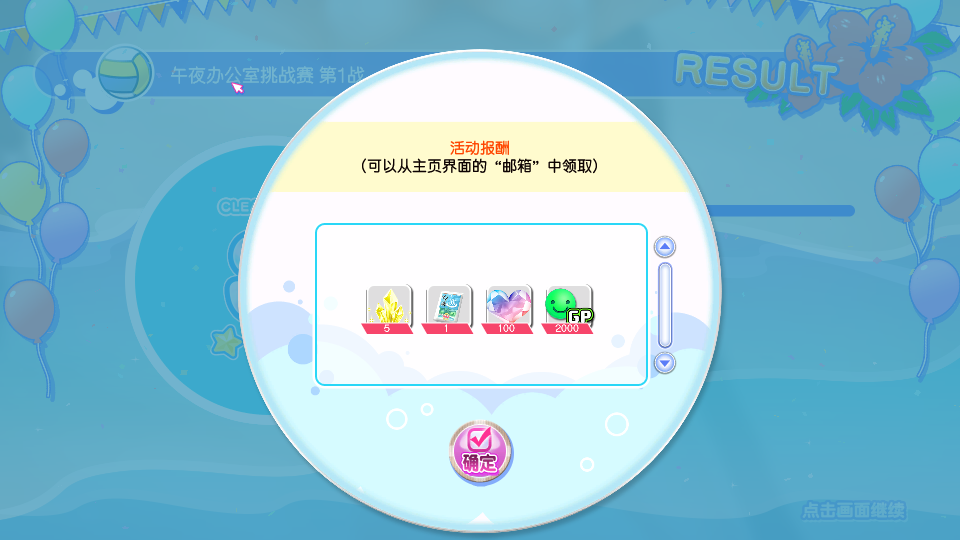 午夜办公室挑战赛 第1战
RESULT
活动报酬
(可以从主页界面的“邮箱”中领取)
CLE
5
1
100
GP
2000
确定
点击画面继续